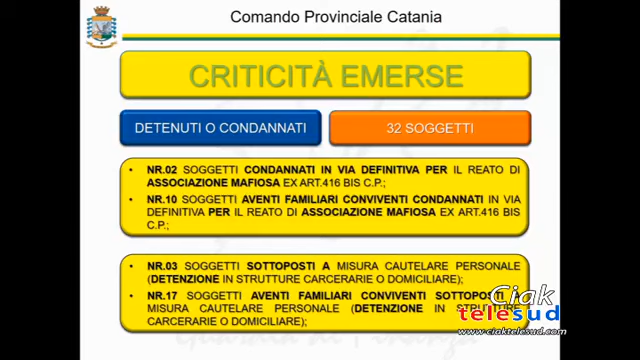 Comando Provinciale Catania
CRITICITÀ EMERSE
DETENUTI O CONDANNATI
32 SOGGETTI
• NR.02 SOGGETTI CONDANNATI IN VIA DEFINITIVA PER IL REATO DI
ASSOCIAZIONE MAFIOSA EX ART.416 BIS C.P.;
• NR.10 SOGGETTI AVENTI FAMILIARI CONVIVENTI CONDANNATI IN VIA
DEFINITIVA PER IL REATO DI ASSOCIAZIONE MAFIOSA EX ART.416 BIS
C.P.;
• NR.03 SOGGETTI SOTTOPOSTI A MISURA CAUTELARE PERSONALE
(DETENZIONE IN STRUTTURE CARCERARIE O DOMICILIARE);
• NR.17 SOGGETTI AVENTI FAMILIARI CONVIVENTI SOTTOPOSTI
MISURA CAUTELARE PERSONALE (DETENZIONE IN STRUTTURE
CARCERARIE O DOMICILIARE);
Ciak
telesud
www.ciaktelesud.com